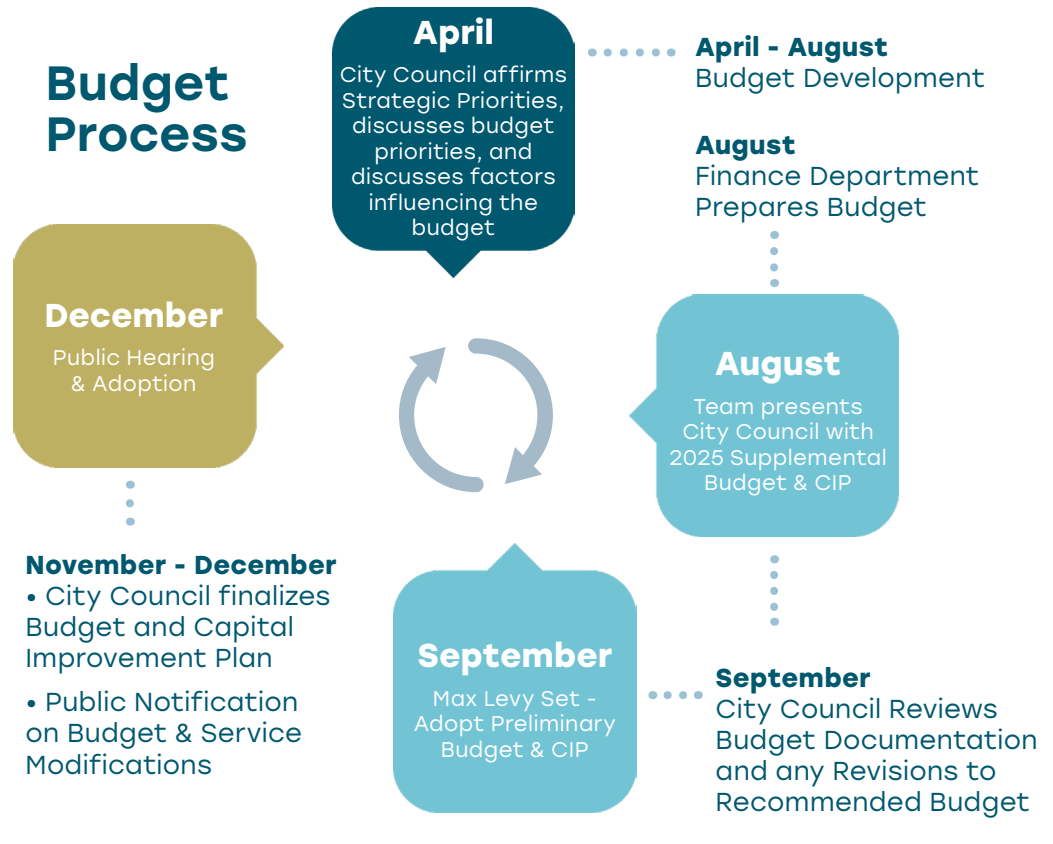 Budget
Process
April
City Council affirms
Strategic Priorities,
discusses budget
priorities, and
discusses factors
influencing the
budget
April - August
Budget Development
August
Finance Department
Prepares Budget
August
Team presents
City Council with
2025 Supplemental
Budget & CIP
September
City Council Reviews
Budget Documentation
and any Revisions to
Recommended Budget
September
Max Levy Set -
Adopt Preliminary
Budget & CIP
November - December
• City Council finalizes
Budget and Capital
Improvement Plan
• Public Notification
on Budget & Service
Modifications
December
Public Hearing
& Adoption